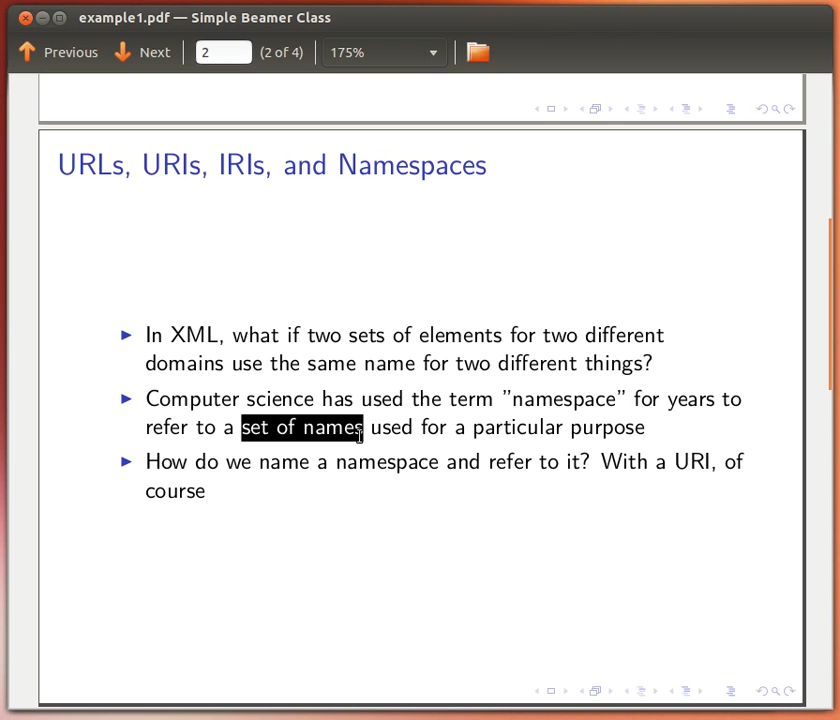 example1.pdf — Simple Beamer Class
Previous Next 2 (2 of 4) 175%
URLs, URIs, IRIs, and Namespaces
In XML, what if two sets of elements for two different
domains use the same name for two different things?
Computer science has used the term ”namespace” for years to
refer to a set of names used for a particular purpose
How do we name a namespace and refer to it? With a URI, of
course